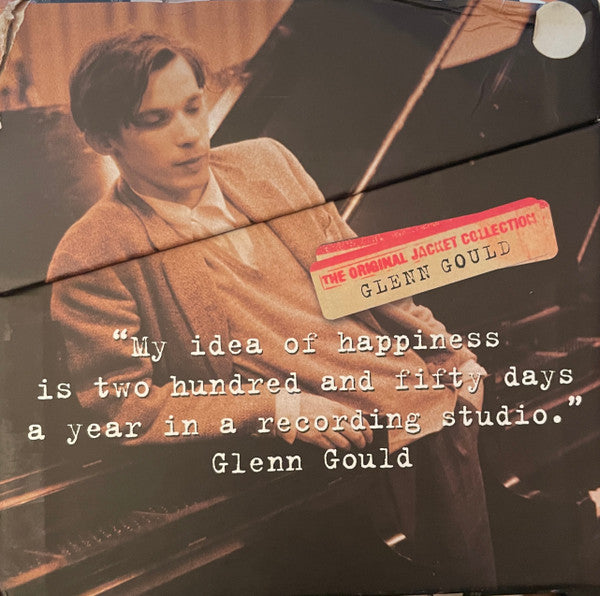 THE ORIGINAL JACKET COLLECTION
GLENN GOULD
“My idea of happiness
is two hundred and fifty days
a year in a recording studio.”
Glenn Gould